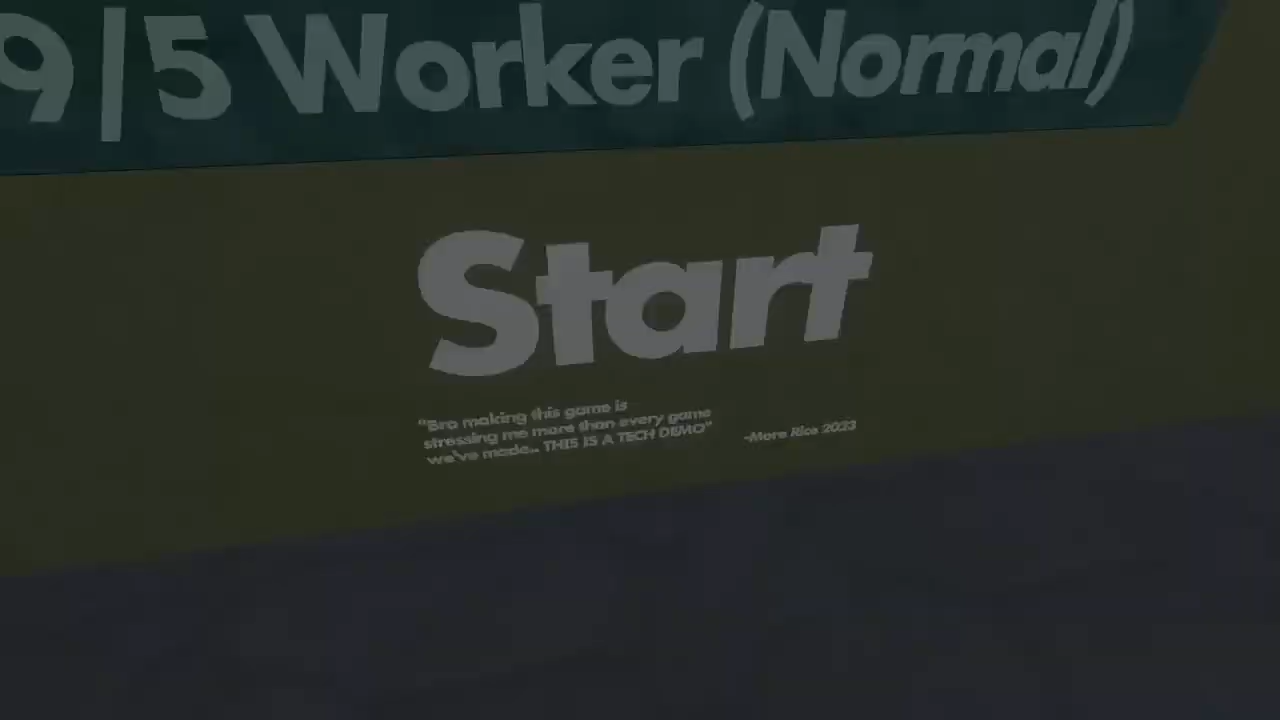 9|5 Worker (Normal)
Start
"Bro making this game is
stressing me more than every game
we've made... THIS IS A TECH DEMO"
-More Rice 2023